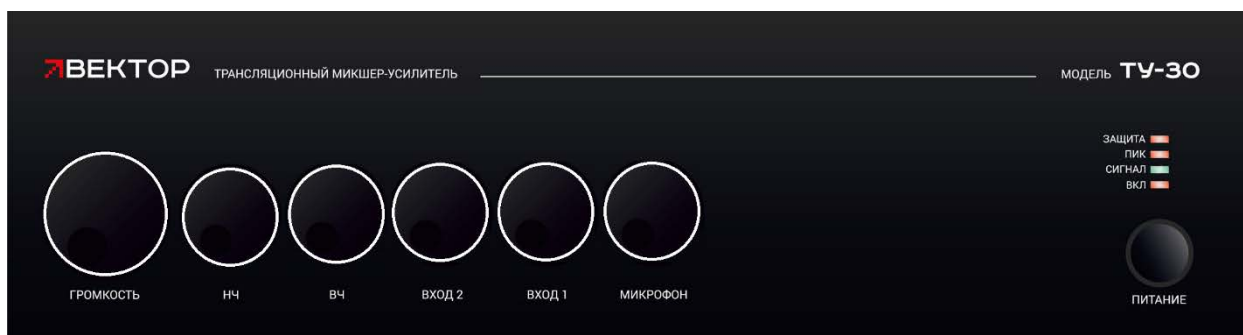 ВЕКТОР ТРАНСЛЯЦИОННЫЙ МИКШЕР-УСИЛИТЕЛЬ МОДЕЛЬ ТУ-30
ЗАЩИТА
ПИК
СИГНАЛ
ВКЛ
ГРОМКОСТЬ НЧ ВЧ ВХОД 2 ВХОД 1 МИКРОФОН ПИТАНИЕ